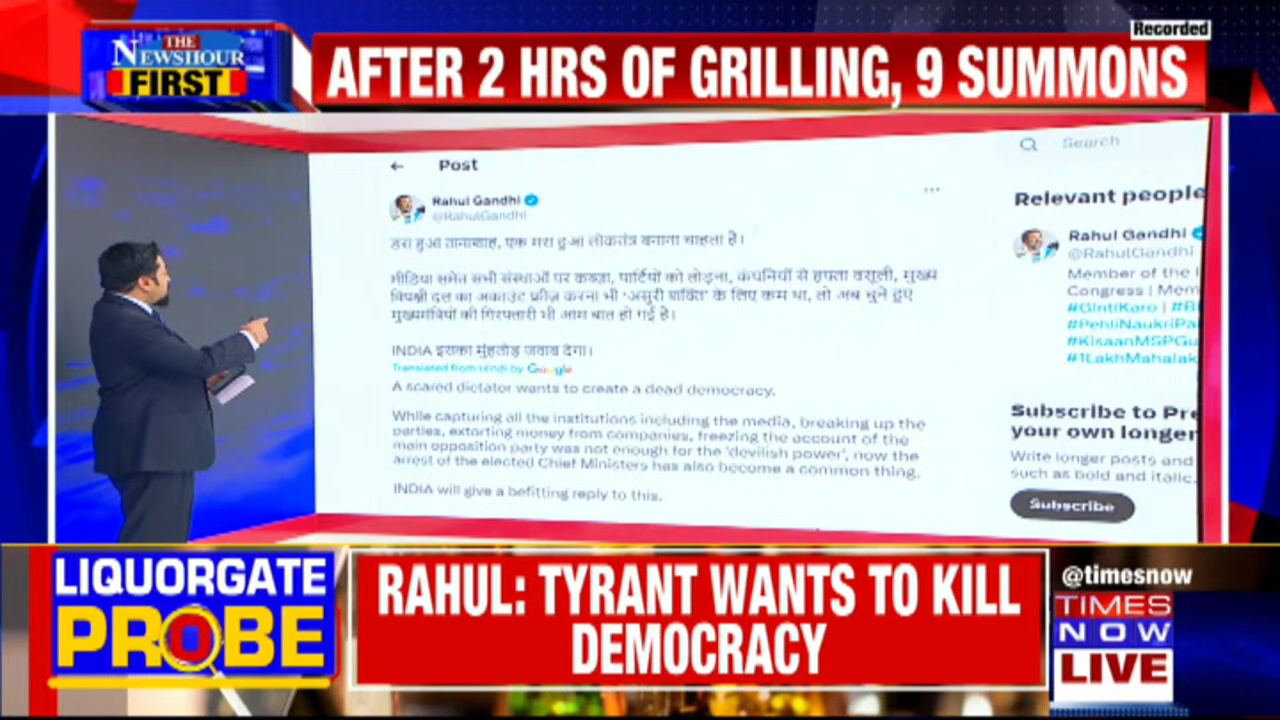 Recorded
THE
NEWSHOUR
FIRST
AFTER 2 HRS OF GRILLING, 9 SUMMONS
← Post
Rahul Gandhi
@RahulGandhi
डरा हुआ तानाशाह, एक मरा हुआ लोकतंत्र बनाना चाहता है।
मीडिया समेत सभी संस्थाओं पर कब्ज़ा, पार्टियों को तोड़ना, कंपनियों से हफ्ता वसूली, मुख्य
विपक्षी दल का अकाउंट फ्रीज़ करना भी 'असुरी शक्ति' के लिए कम था, तो अब चुने हुए
मुख्यमंत्रियों की गिरफ्तारी भी आम बात हो गई है।
INDIA इसका मुंहतोड़ जवाब देगा।
Translated from Hindi by Google
A scared dictator wants to create a dead democracy.
While capturing all the institutions including the media, breaking up the
parties, extorting money from companies, freezing the account of the
main opposition party was not enough for the 'devilish power', now the
arrest of the elected Chief Ministers has also become a common thing.
INDIA will give a befitting reply to this.
Search
Relevant people
Rahul Gandhi
@RahulGandhi
Member of the I
Congress | Mem
#GintiKaro | #B
#PehliNaukriPa
#KisaanMSPGu
#1LakhMahalak
Subscribe to Pre
your own longer
Write longer posts and
such as bold and italic.
Subscribe
LIQUORGATE
PROBE
RAHUL: TYRANT WANTS TO KILL
DEMOCRACY
@timesnow
TIMES
NOW
LIVE